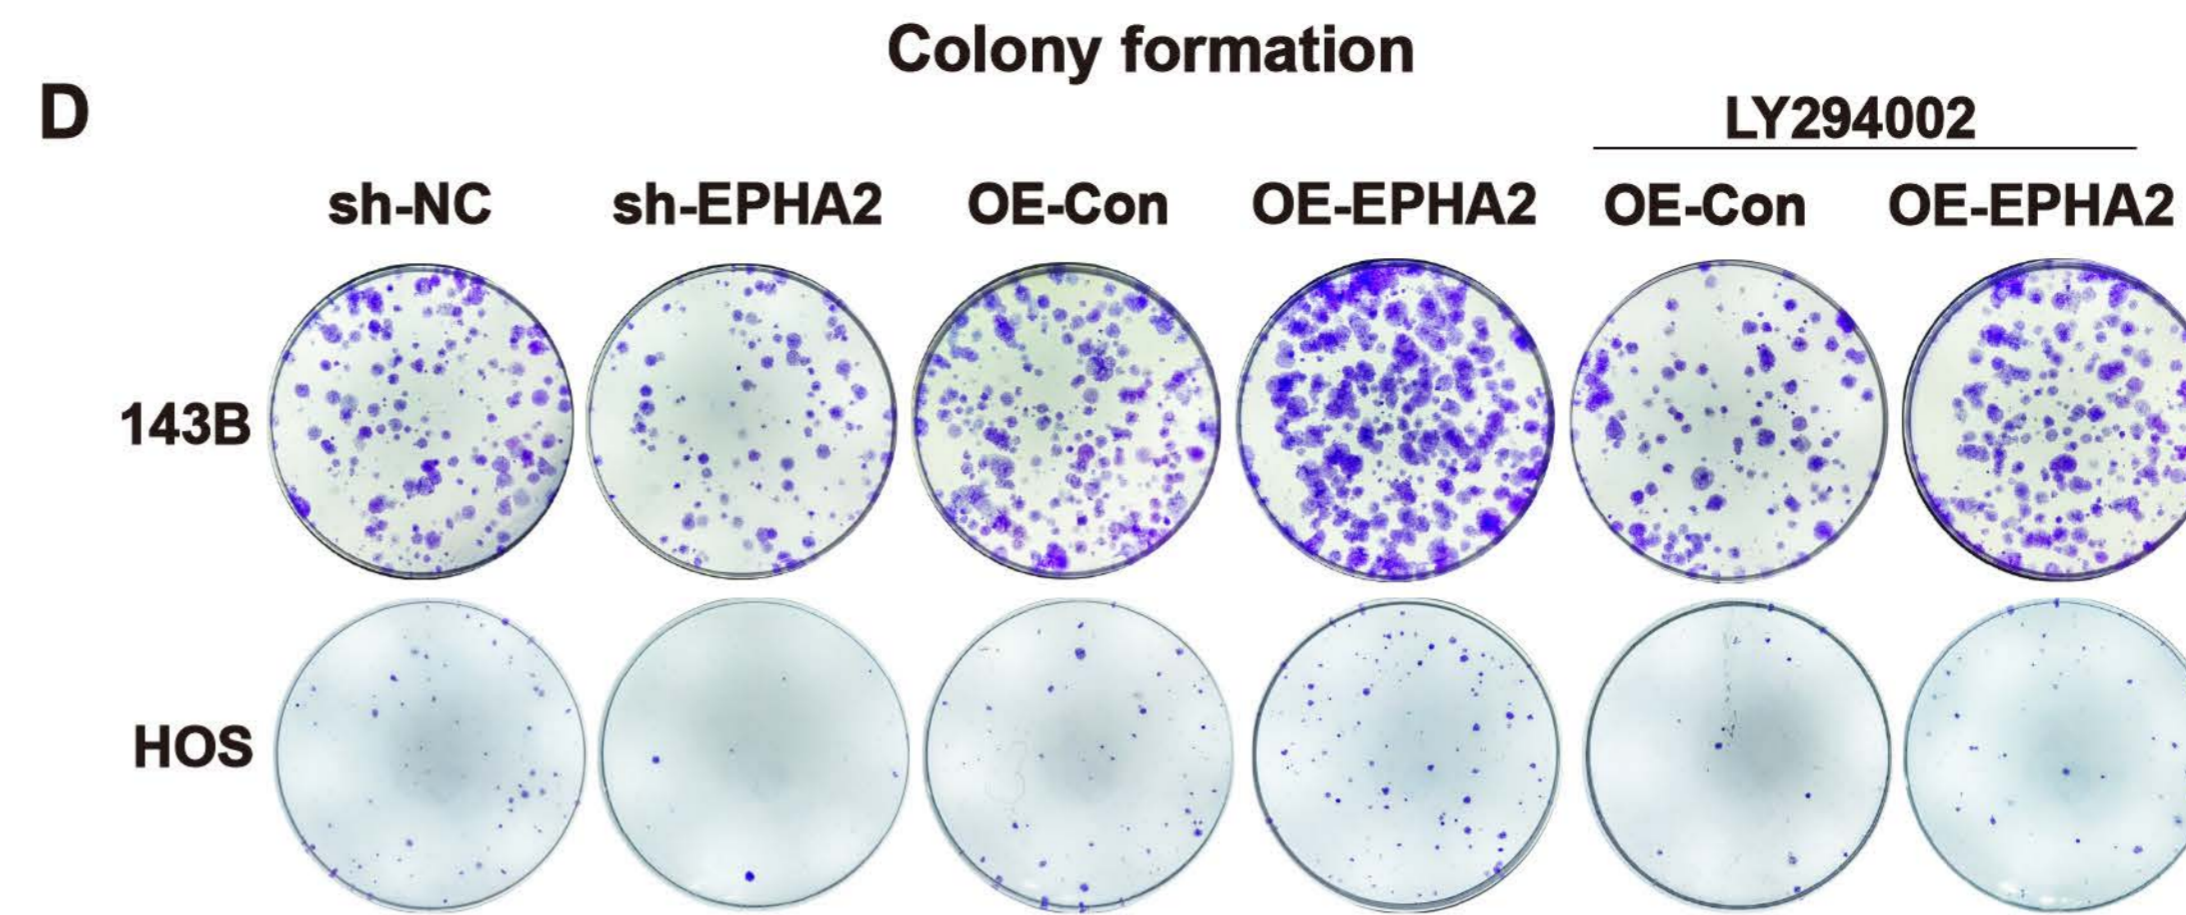 Colony formation
D
LY294002
sh-NC sh-EPHA2 OE-Con OE-EPHA2 OE-Con OE-EPHA2
143B
HOS